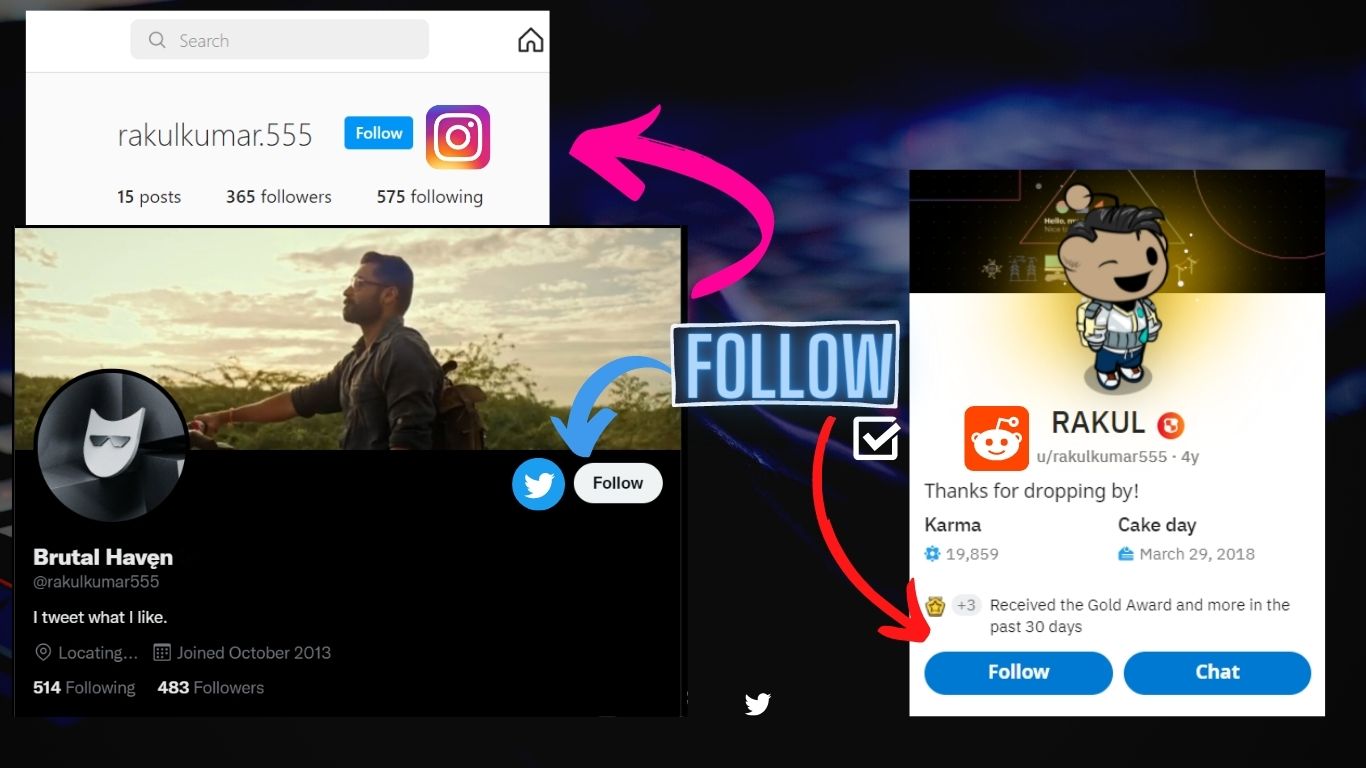 Search
rakulkumar.555
Follow
15 posts 365 followers 575 following
Follow
Brutal Havęn
@rakulkumar555
I tweet what I like.
Locating... Joined October 2013
514 Following 483 Followers
FOLLOW
Hello,
RAKUL
u/rakulkumar555 · 4y
Thanks for dropping by!
Karma Cake day
19,859 March 29, 2018
+3 Received the Gold Award and more in the
past 30 days
Follow Chat